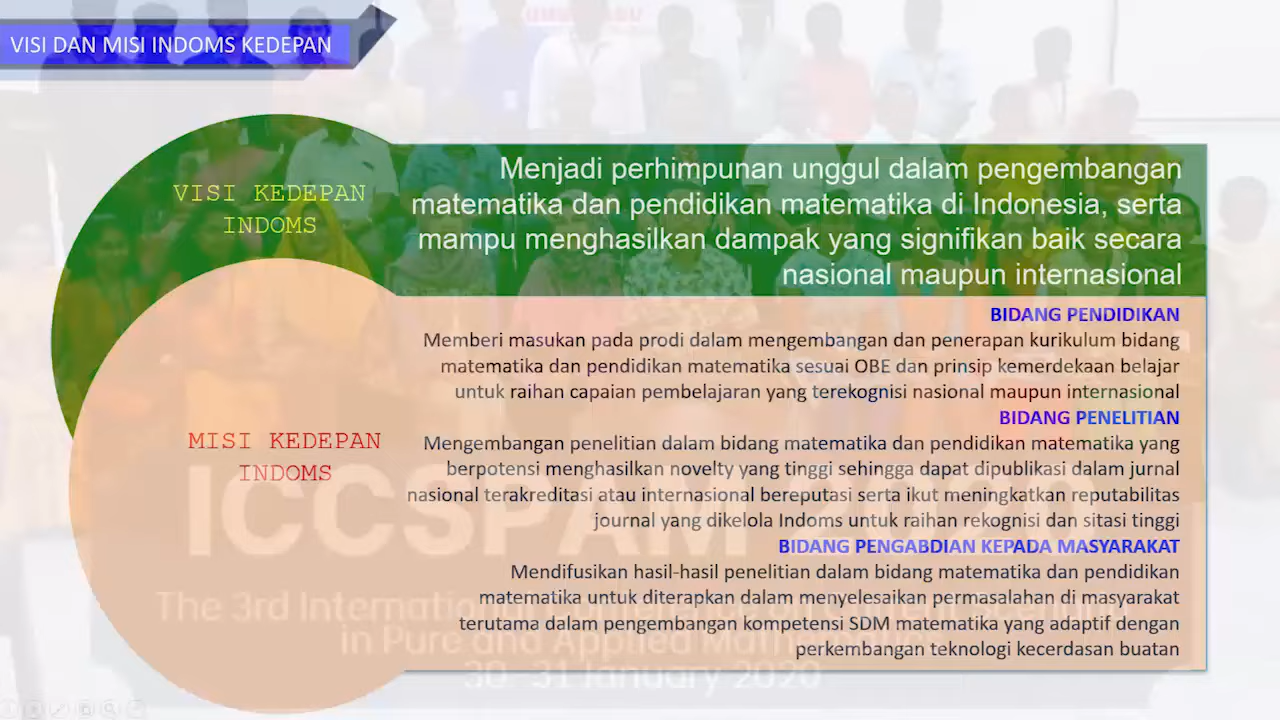 VISI DAN MISI INDOMS KEDEPAN
VISI KEDEPAN
INDOMS
Menjadi perhimpunan unggul dalam pengembangan
matematika dan pendidikan matematika di Indonesia, serta
mampu menghasilkan dampak yang signifikan baik secara
nasional maupun internasional
MISI KEDEPAN
INDOMS
BIDANG PENDIDIKAN
Memberi masukan pada prodi dalam mengembangan dan penerapan kurikulum bidang
matematika dan pendidikan matematika sesuai OBE dan prinsip kemerdekaan belajar
untuk raihan capaian pembelajaran yang terekognisi nasional maupun internasional
BIDANG PENELITIAN
Mengembangan penelitian dalam bidang matematika dan pendidikan matematika yang
berpotensi menghasilkan novelty yang tinggi sehingga dapat dipublikasi dalam jurnal
nasional terakreditasi atau internasional bereputasi serta ikut meningkatkan reputabilitas
journal yang dikelola Indoms untuk raihan rekognisi dan sitasi tinggi
BIDANG PENGABDIAN KEPADA MASYARAKAT
Mendifusikan hasil-hasil penelitian dalam bidang matematika dan pendidikan
matematika untuk diterapkan dalam menyelesaikan permasalahan di masyarakat
terutama dalam pengembangan kompetensi SDM matematika yang adaptif dengan
perkembangan teknologi kecerdasan buatan
ICCSPAM 2020
The 3rd International
in Pure and Applied Mathematics
30 - 31 January 2020